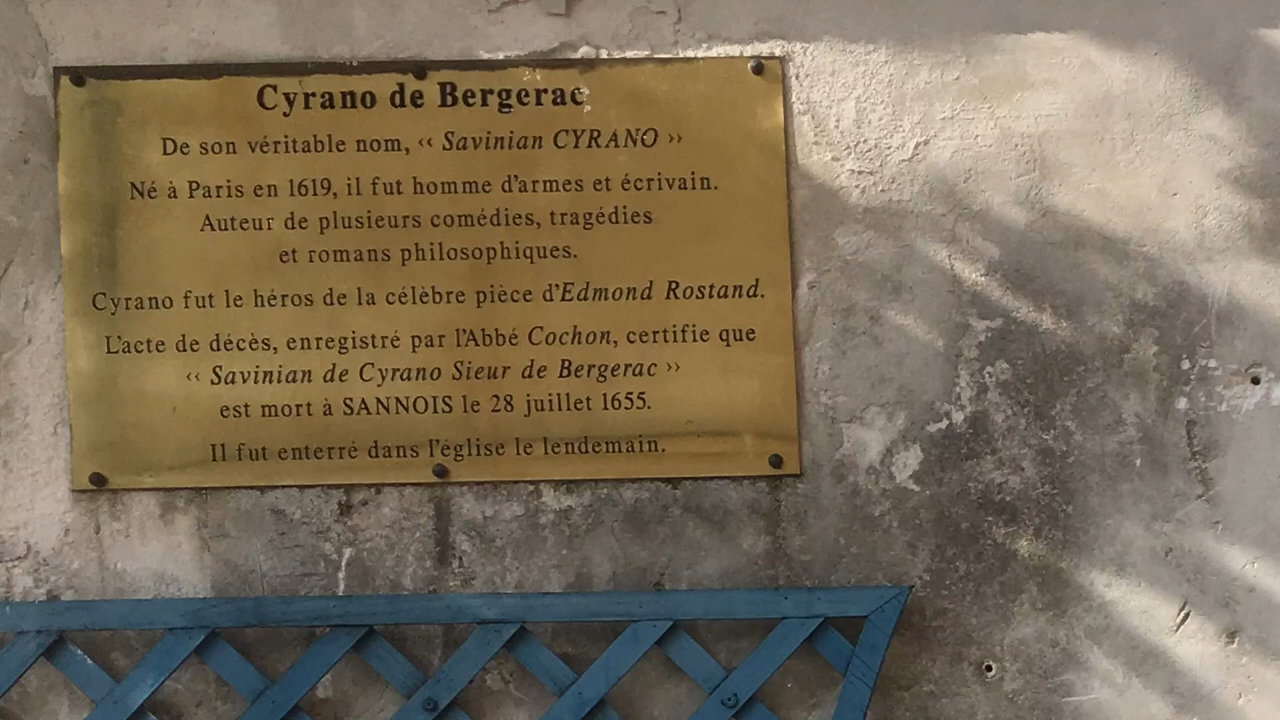 Cyrano de Bergerac
De son véritable nom, ‹‹ Savinian CYRANO ››
Né à Paris en 1619, il fut homme d'armes et écrivain.
Auteur de plusieurs comédies, tragédies
et romans philosophiques.
Cyrano fut le héros de la célèbre pièce d'Edmond Rostand.
L'acte de décès, enregistré par l'Abbé Cochon, certifie que
‹‹ Savinian de Cyrano Sieur de Bergerac ››
est mort à SANNOIS le 28 juillet 1655.
Il fut enterré dans l'église le lendemain.